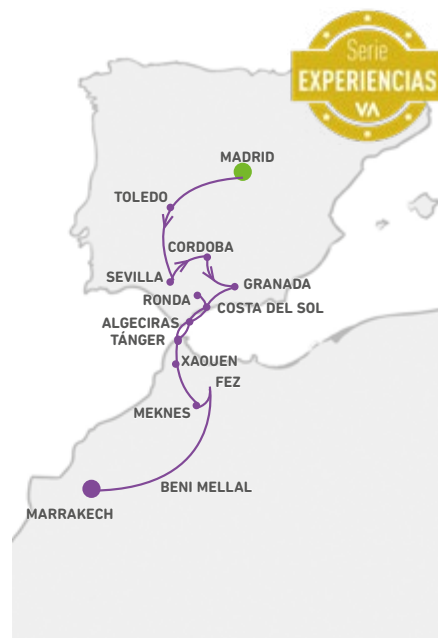 Serie
EXPERIENCIAS
VA
MADRID
TOLEDO
CORDOBA
SEVILLA
GRANADA
RONDA
COSTA DEL SOL
ALGECIRAS
TÁNGER
XAOUEN
FEZ
MEKNES
BENI MELLAL
MARRAKECH